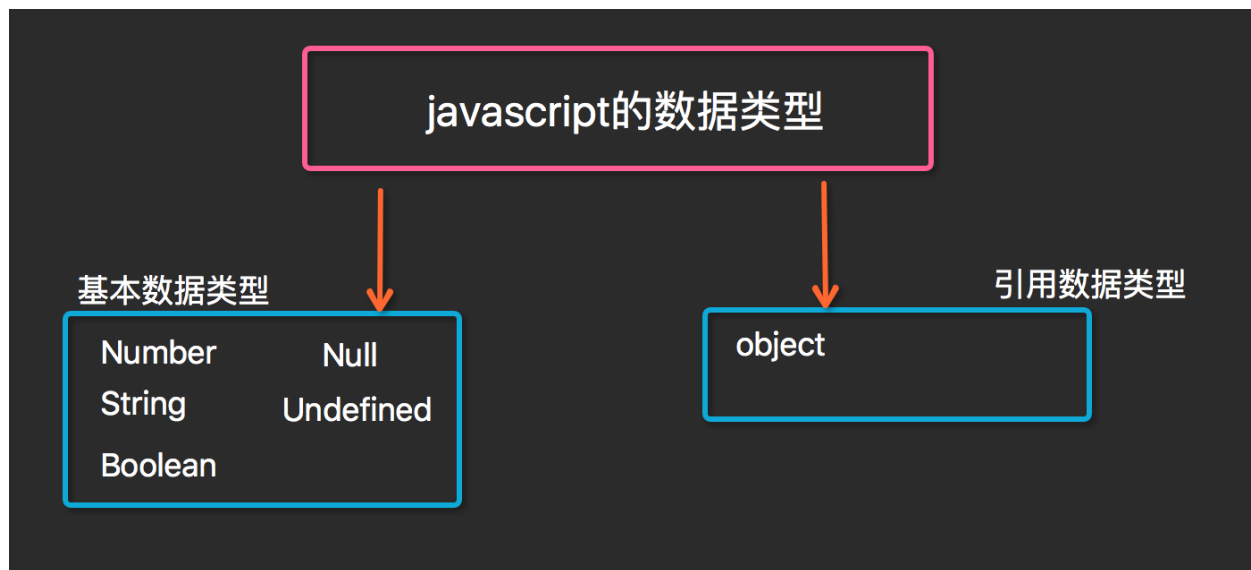 javascript的数据类型
基本数据类型
Number Null
String Undefined
Boolean
引用数据类型
object